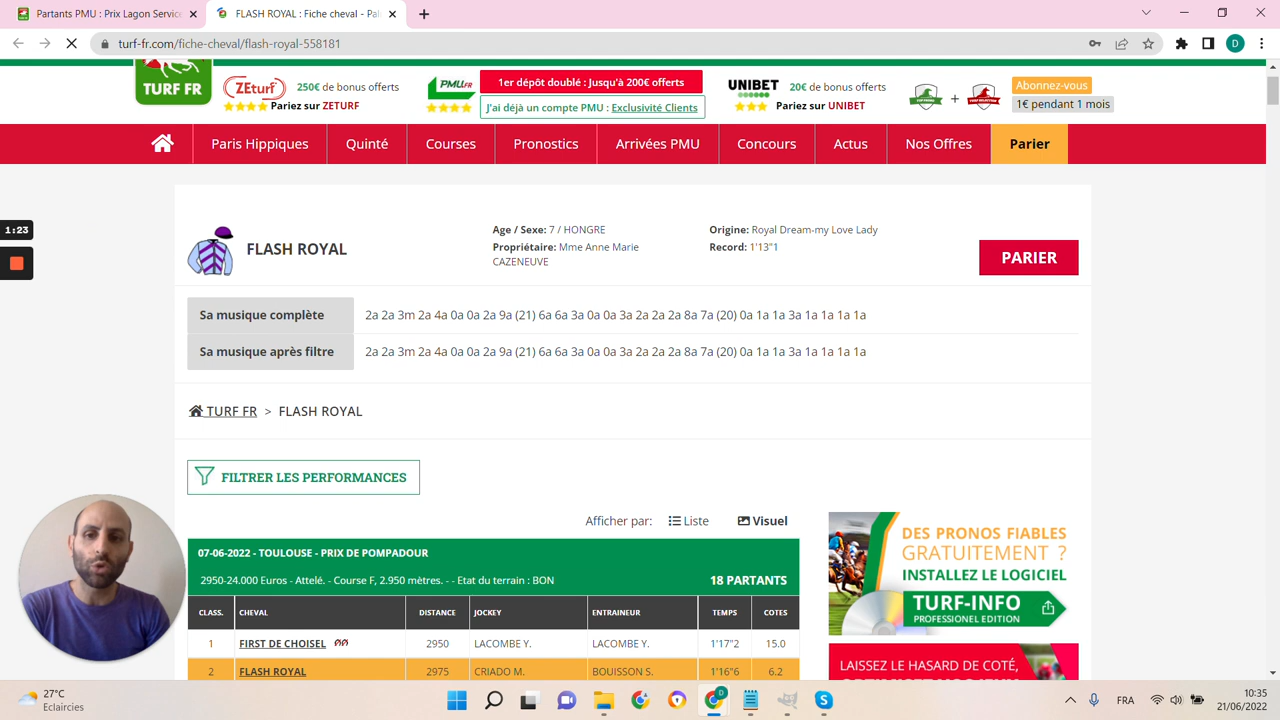 Partants PMU : Prix Lagon Service
FLASH ROYAL : Fiche cheval - Pa
turf-fr.com/fiche-cheval/flash-royal-558181
D
TURF FR
ZEturf
250€ de bonus offerts
Pariez sur ZETURF
PMU.FR
1er dépôt doublé : Jusqu'à 200€ offerts
J'ai déjà un compte PMU : Exclusivité Clients
UNIBET
20€ de bonus offerts
Pariez sur UNIBET
+
Abonnez-vous
1€ pendant 1 mois
Paris Hippiques
Quinté
Courses
Pronostics
Arrivées PMU
Concours
Actus
Nos Offres
Parier
1:23
FLASH ROYAL
Age / Sexe: 7 / HONGRE
Propriétaire: Mme Anne Marie
CAZENEUVE
Origine: Royal Dream-my Love Lady
Record: 1'13"1
PARIER
Sa musique complète
2a 2a 3m 2a 4a 0a 0a 2a 9a (21) 6a 6a 3a 0a 0a 3a 2a 2a 2a 8a 7a (20) 0a 1a 1a 3a 1a 1a 1a 1a
Sa musique après filtre
2a 2a 3m 2a 4a 0a 0a 2a 9a (21) 6a 6a 3a 0a 0a 3a 2a 2a 2a 8a 7a (20) 0a 1a 1a 3a 1a 1a 1a 1a
TURF FR > FLASH ROYAL
FILTRER LES PERFORMANCES
Afficher par: Liste Visuel
07-06-2022 - TOULOUSE - PRIX DE POMPADOUR
2950-24.000 Euros - Attelé. - Course F, 2.950 mètres. - - Etat du terrain : BON
18 PARTANTS
CLASS. CHEVAL DISTANCE JOCKEY ENTRAINEUR TEMPS COTES
1 FIRST DE CHOISEL 2950 LACOMBE Y. LACOMBE Y. 1'17"2 15.0
2 FLASH ROYAL 2975 CRIADO M. BOUISSON S. 1'16"6 6.2
DES PRONOS FIABLES
GRATUITEMENT ?
INSTALLEZ LE LOGICIEL
TURF-INFO
PROFESSIONEL EDITION
LAISSEZ LE HASARD DE COTÉ,
27°C
Eclaircies
D
FRA
10:35
21/06/2022